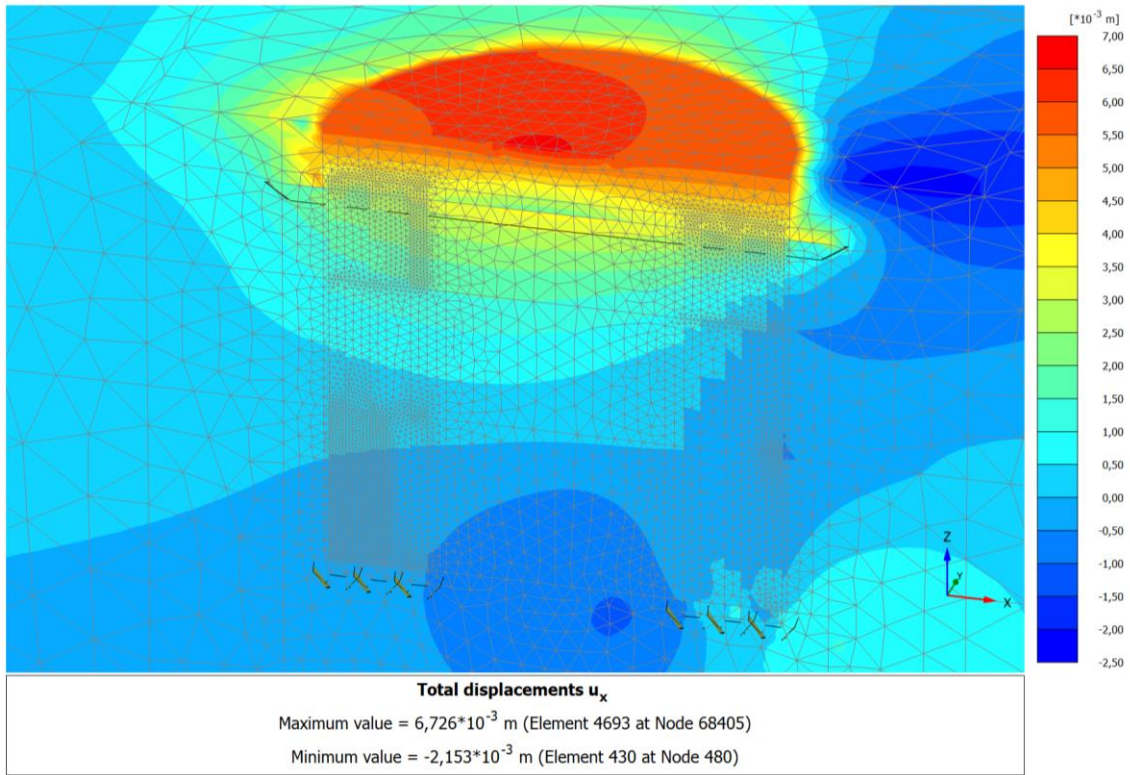 [*10-3 m]
7,00
6,50
6,00
5,50
5,00
4,50
4,00
3,50
3,00
2,50
2,00
1,50
1,00
0,50
0,00
-0,50
-1,00
-1,50
-2,00
-2,50
Z
Y
X
Total displacements ux
Maximum value = 6,726*10-3 m (Element 4693 at Node 68405)
Minimum value = -2,153*10-3 m (Element 430 at Node 480)